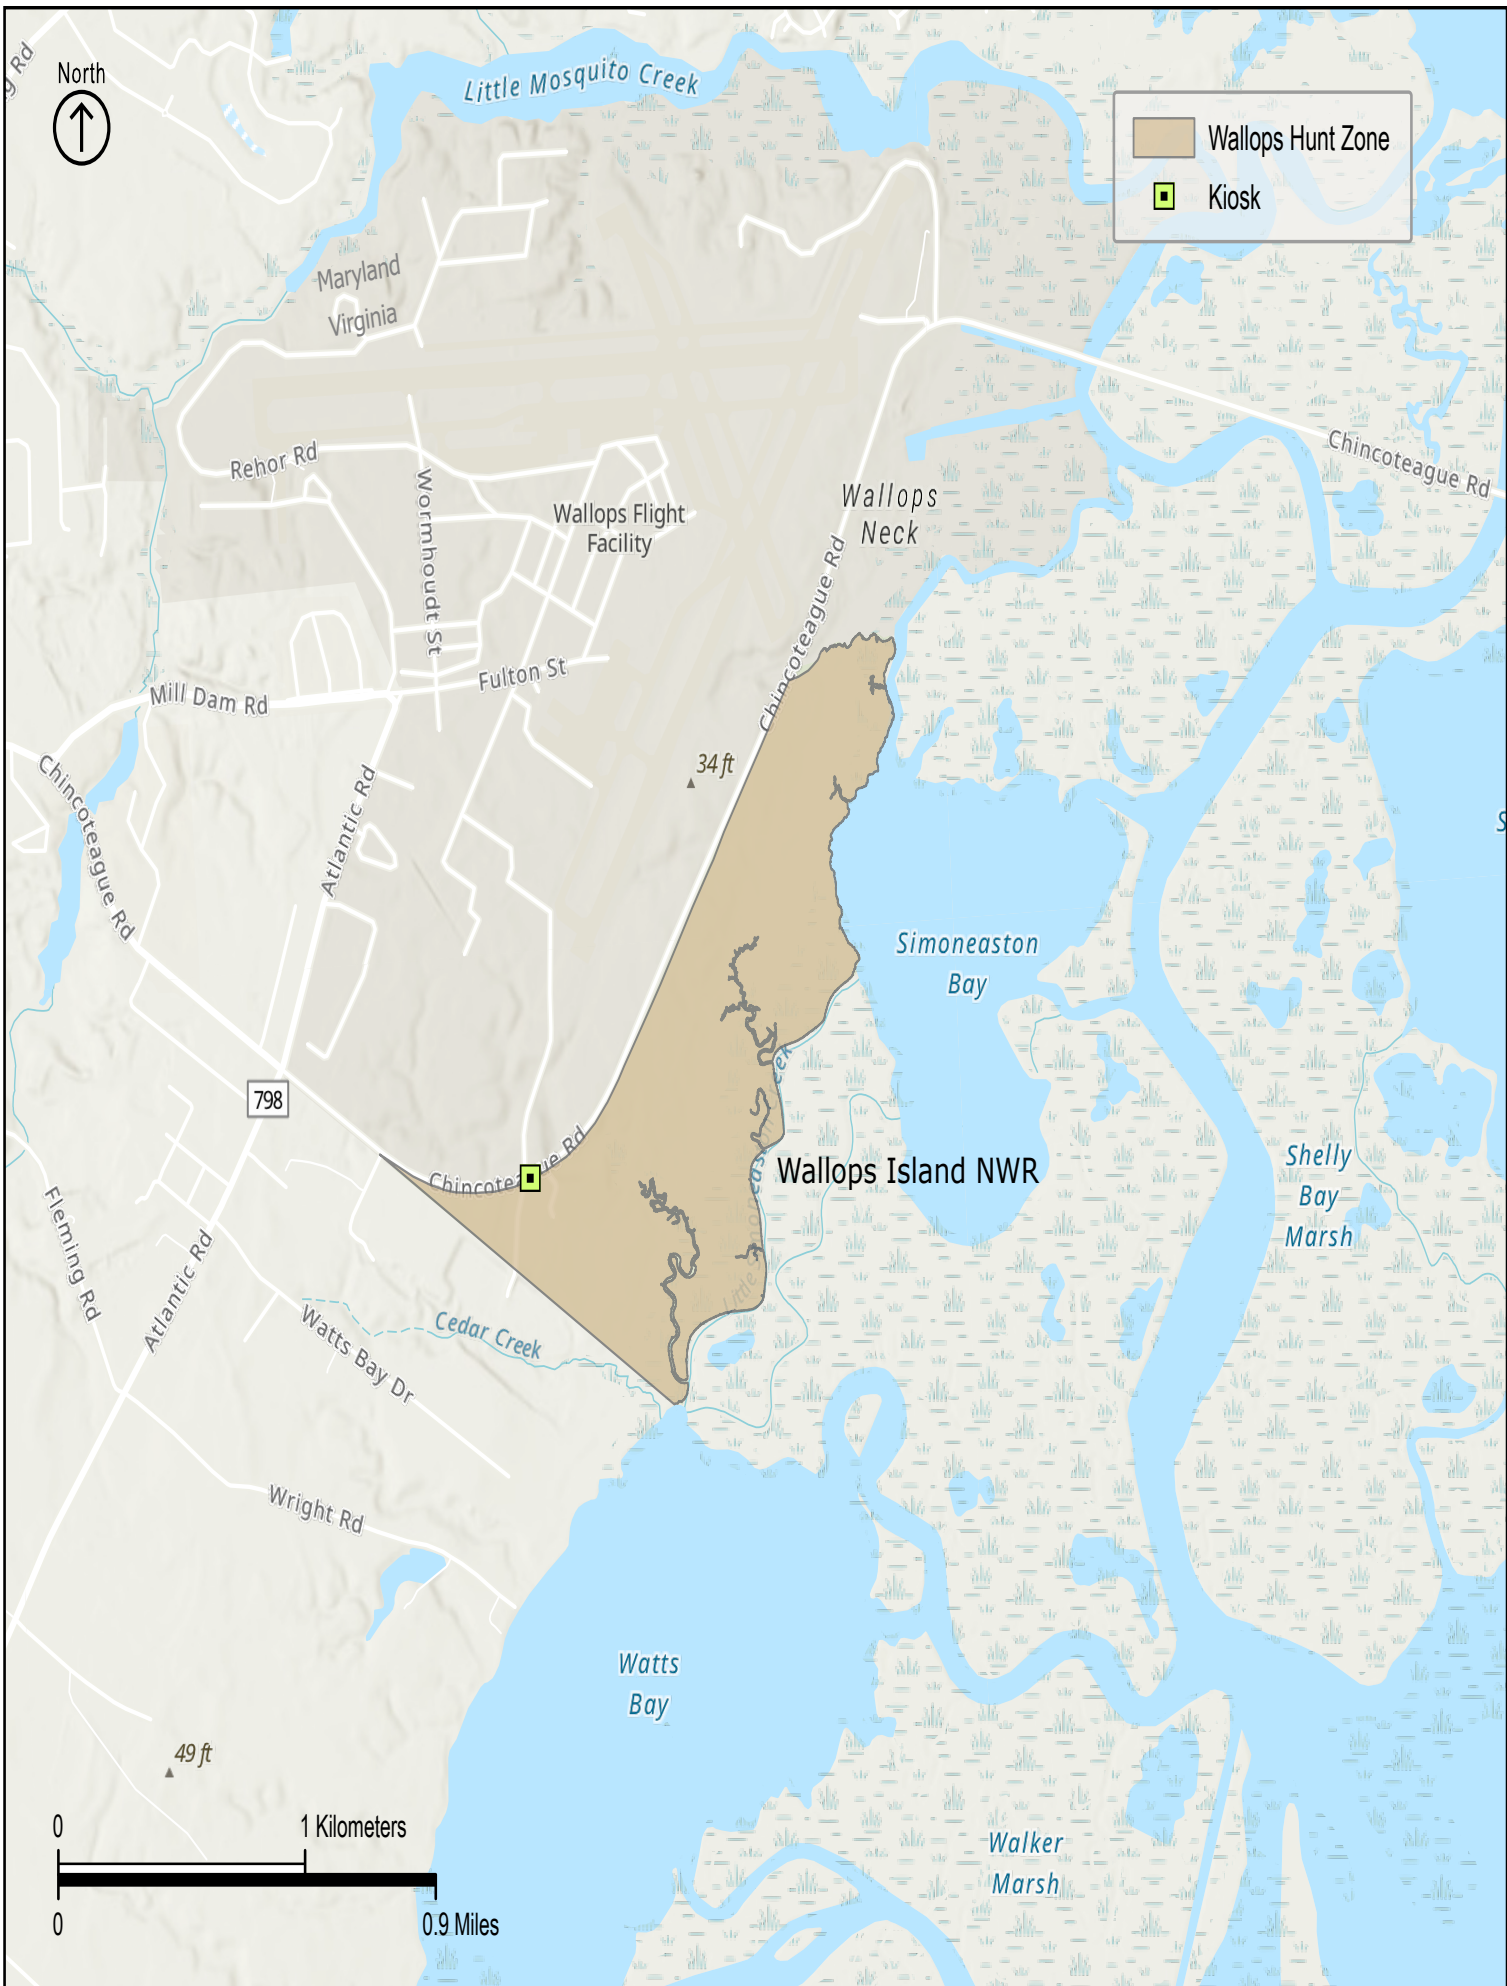 g Rd
North
Little Mosquito Creek
Wallops Hunt Zone
Kiosk
Maryland
Virginia
Rehor Rd
Wormhoudt St
Wallops Flight
Facility
Wallops
Neck
Chincoteague Rd
Chincoteague Rd
Mill Dam Rd
Fulton St
34 ft
Chincoteague Rd
Atlantic Rd
Simoneaston
Bay
S
798
Chincoteague Rd
Wallops Island NWR
Shelly
Bay
Marsh
Fleming Rd
Atlantic Rd
Watts Bay Dr
Cedar Creek
Wright Rd
Watts
Bay
49 ft
Walker
Marsh
0
1 Kilometers
0
0.9 Miles